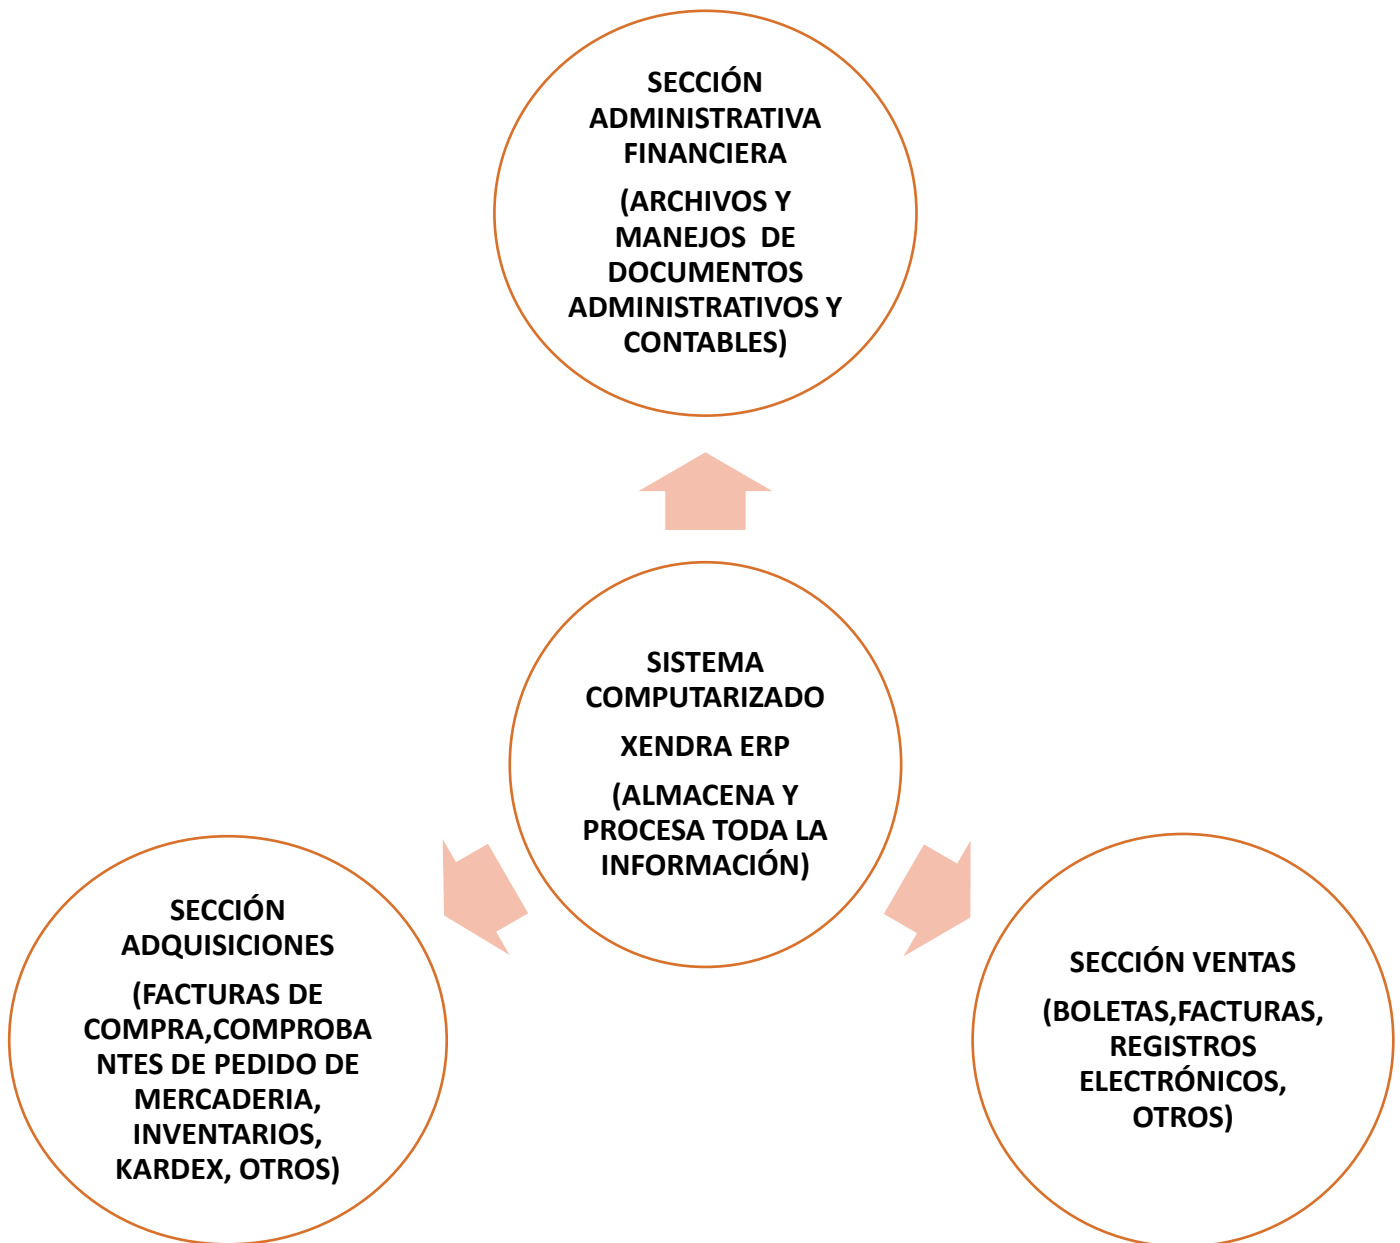 SECCIÓN
ADMINISTRATIVA
FINANCIERA
(ARCHIVOS Y
MANEJOS DE
DOCUMENTOS
ADMINISTRATIVOS Y
CONTABLES)
SISTEMA
COMPUTARIZADO
XENDRA ERP
(ALMACENA Y
PROCESA TODA LA
INFORMACIÓN)
SECCIÓN
ADQUISICIONES
(FACTURAS DE
COMPRA,COMPROBA
NTES DE PEDIDO DE
MERCADERIA,
INVENTARIOS,
KARDEX, OTROS)
SECCIÓN VENTAS
(BOLETAS,FACTURAS,
REGISTROS
ELECTRÓNICOS,
OTROS)